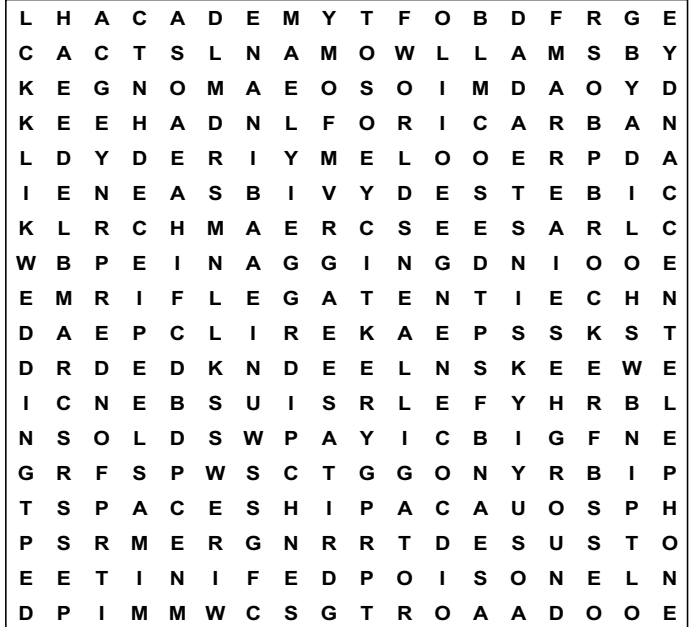 L H A C A D E M Y T F O B D F R G E
C A C T S L N A M O W L L A M S B Y
K E G N O M A E O S O I M D A O Y D
K E E H A D N L F O R I C A R B A N
L D Y D E R I Y M E L O O E R P D A
I E N E A S B I V Y D E S T E B I C
K L R C H M A E R C S E E S A R L C
W B P E I N A G G I N G D N I O O E
E M R I F L E G A T E N T I E C H N
D A E P C L I R E K A E P S S K S T
D R D E D K N D E E L N S K E E W E
I C N E B S U I S R L E F Y H R B L
N S O L D S W P A Y I C B I G F N E
G R F S P W S C T G G O N Y R B I P
T S P A C E S H I P A C A U O S P H
P S R M E R G N R R T D E S U S T O
E E T I N I F E D P O I S O N E L N
D P I M M W C S G T R O A A D O O E